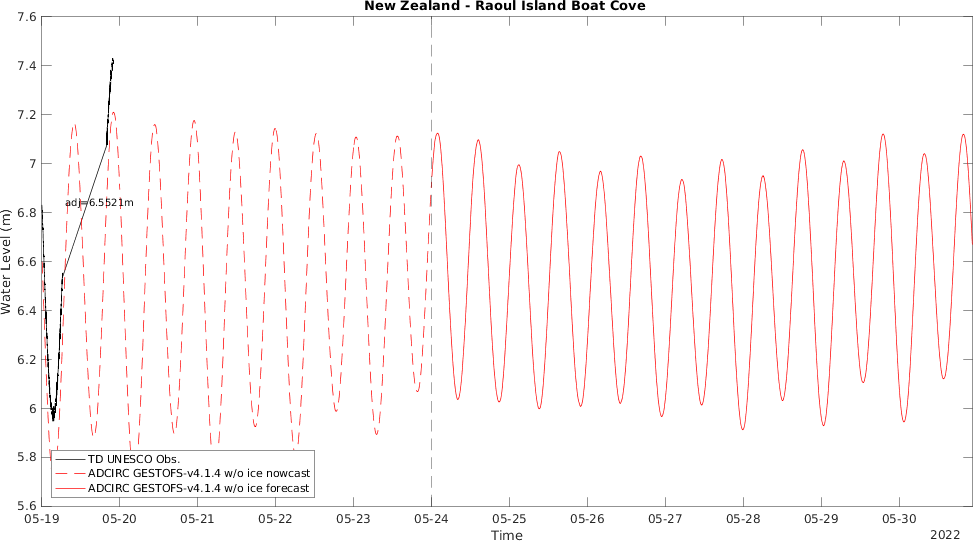 New Zealand - Raoul Island Boat Cove
7.6
7.4
7.2
7
6.8
6.6
6.4
6.2
6
5.8
5.6
Water Level (m)
adj=6.5521m
TD UNESCO Obs.
ADCIRC GESTOFS-v4.1.4 w/o ice nowcast
ADCIRC GESTOFS-v4.1.4 w/o ice forecast
05-19 05-20 05-21 05-22 05-23 05-24 05-25 05-26 05-27 05-28 05-29 05-30
Time
2022